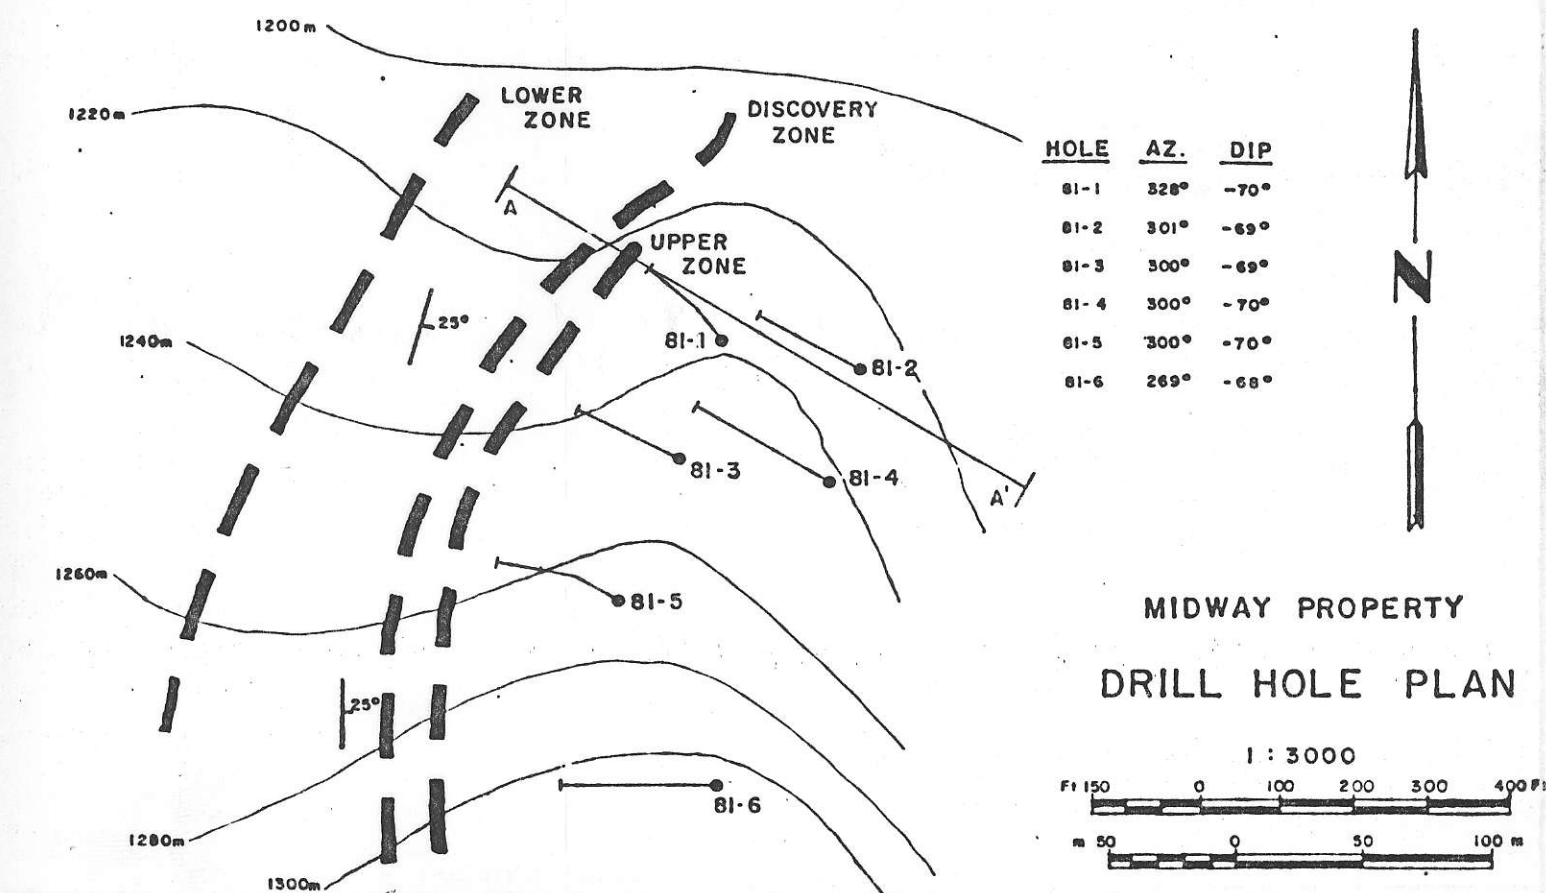 1200m
LOWER
ZONE
DISCOVERY
ZONE
1220m
A
UPPER
ZONE
25°
1240m
81-1
81-2
81-3
81-4
A'
1260m
81-5
25°
81-6
1280m
1300m
HOLE AZ. DIP
81-1 328° -70°
81-2 301° -69°
81-3 300° -69°
81-4 300° -70°
81-5 300° -70°
81-6 269° -68°
N
MIDWAY PROPERTY
DRILL HOLE PLAN
1:3000
Ft 150 0 100 200 300 400 Ft
m 50 0 50 100 m